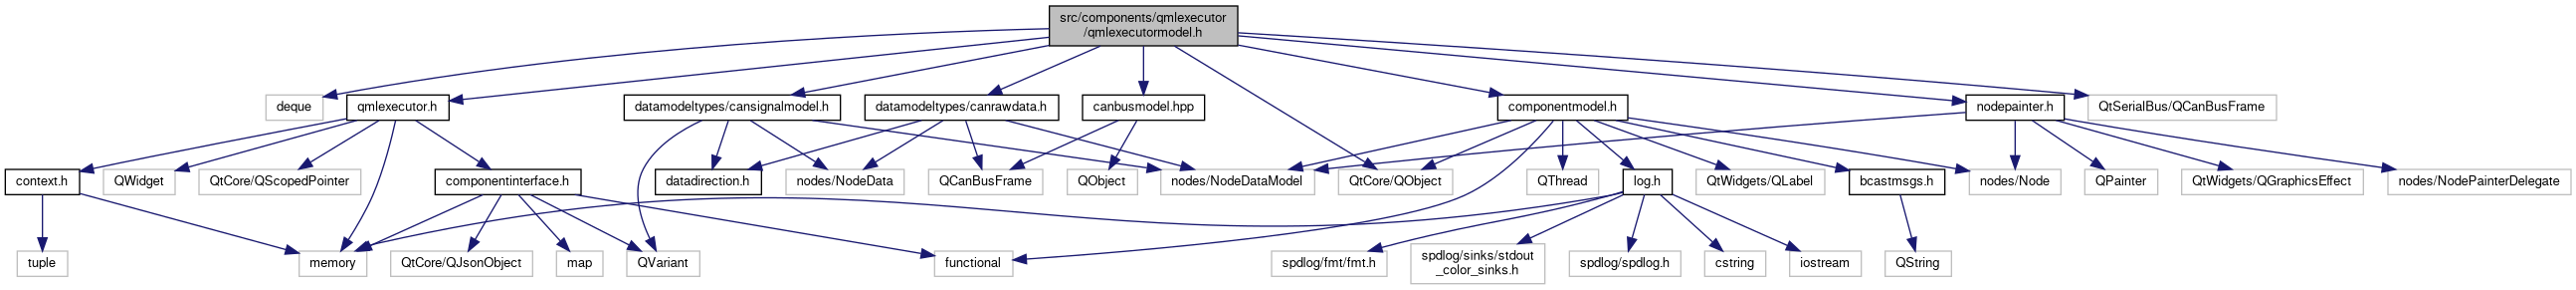 src/components/qmlexecutor
/qmlexecutormodel.h
deque
qmlexecutor.h
datamodeltypes/cansignalmodel.h
datamodeltypes/canrawdata.h
canbusmodel.hpp
componentmodel.h
nodepainter.h
QtSerialBus/QCanBusFrame
context.h
QWidget
QtCore/QScopedPointer
componentinterface.h
datadirection.h
nodes/NodeData
QCanBusFrame
QObject
nodes/NodeDataModel
QtCore/QObject
QThread
log.h
QtWidgets/QLabel
bcastmsgs.h
nodes/Node
QPainter
QtWidgets/QGraphicsEffect
nodes/NodePainterDelegate
tuple
memory
QtCore/QJsonObject
map
QVariant
functional
spdlog/fmt/fmt.h
spdlog/sinks/stdout
_color_sinks.h
spdlog/spdlog.h
cstring
iostream
QString